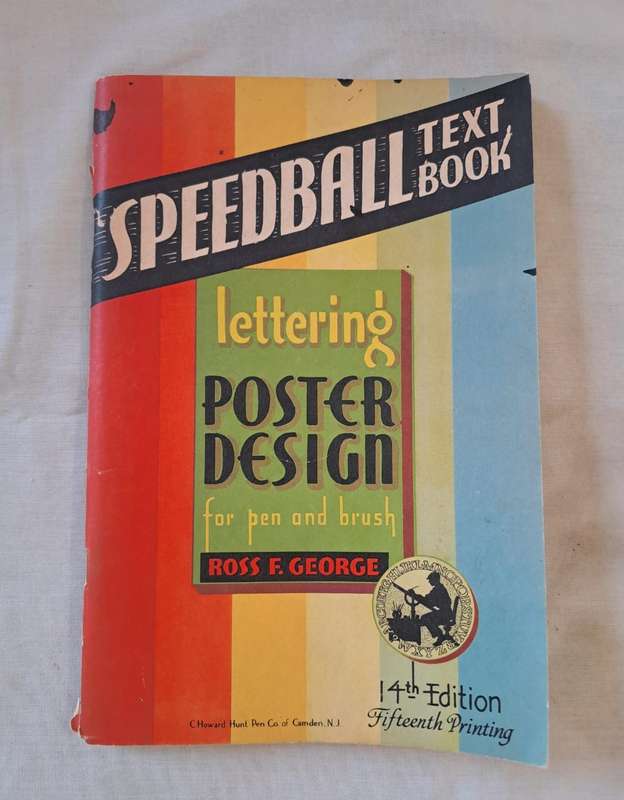 SPEEDBALL TEXT
BOOK
lettering
POSTER
DESIGN
for pen and brush
ROSS F. GEORGE
14th Edition
Fifteenth Printing
C. Howard Hunt Pen Co. of Camden, N.J.